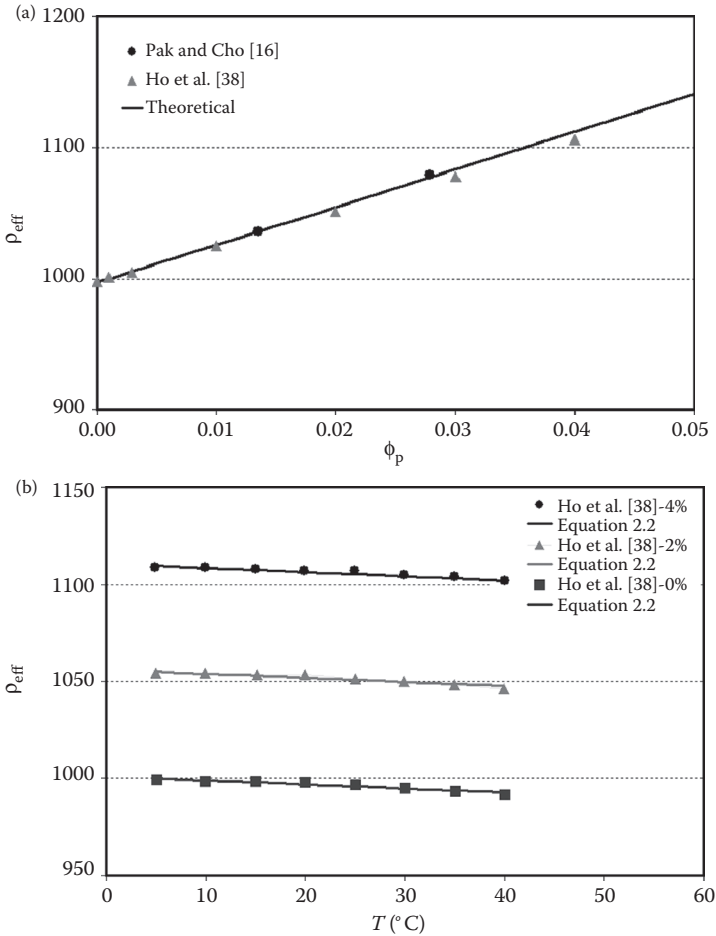 (a)
1200
1100
1000
900
ρeff
Pak and Cho [16]
Ho et al. [38]
Theoretical
0.00 0.01 0.02 0.03 0.04 0.05
ϕp
(b)
1150
1100
1050
1000
950
ρeff
Ho et al. [38]-4%
Equation 2.2
Ho et al. [38]-2%
Equation 2.2
Ho et al. [38]-0%
Equation 2.2
0 10 20 30 40 50 60
T (°C)